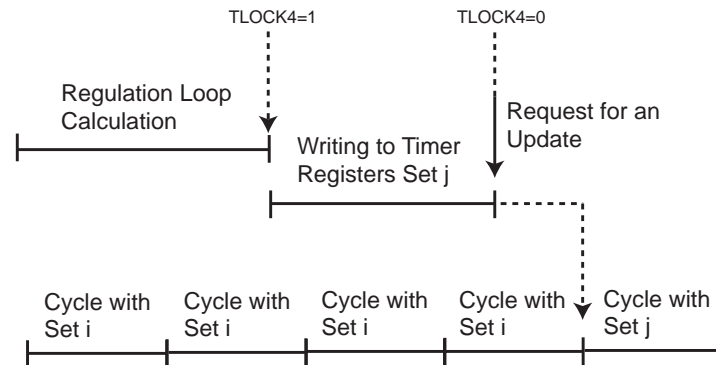 TLOCK4=1
TLOCK4=0
Regulation Loop
Calculation
Request for an
Update
Writing to Timer
Registers Set j
Cycle with
Set i
Cycle with
Set i
Cycle with
Set i
Cycle with
Set i
Cycle with
Set j